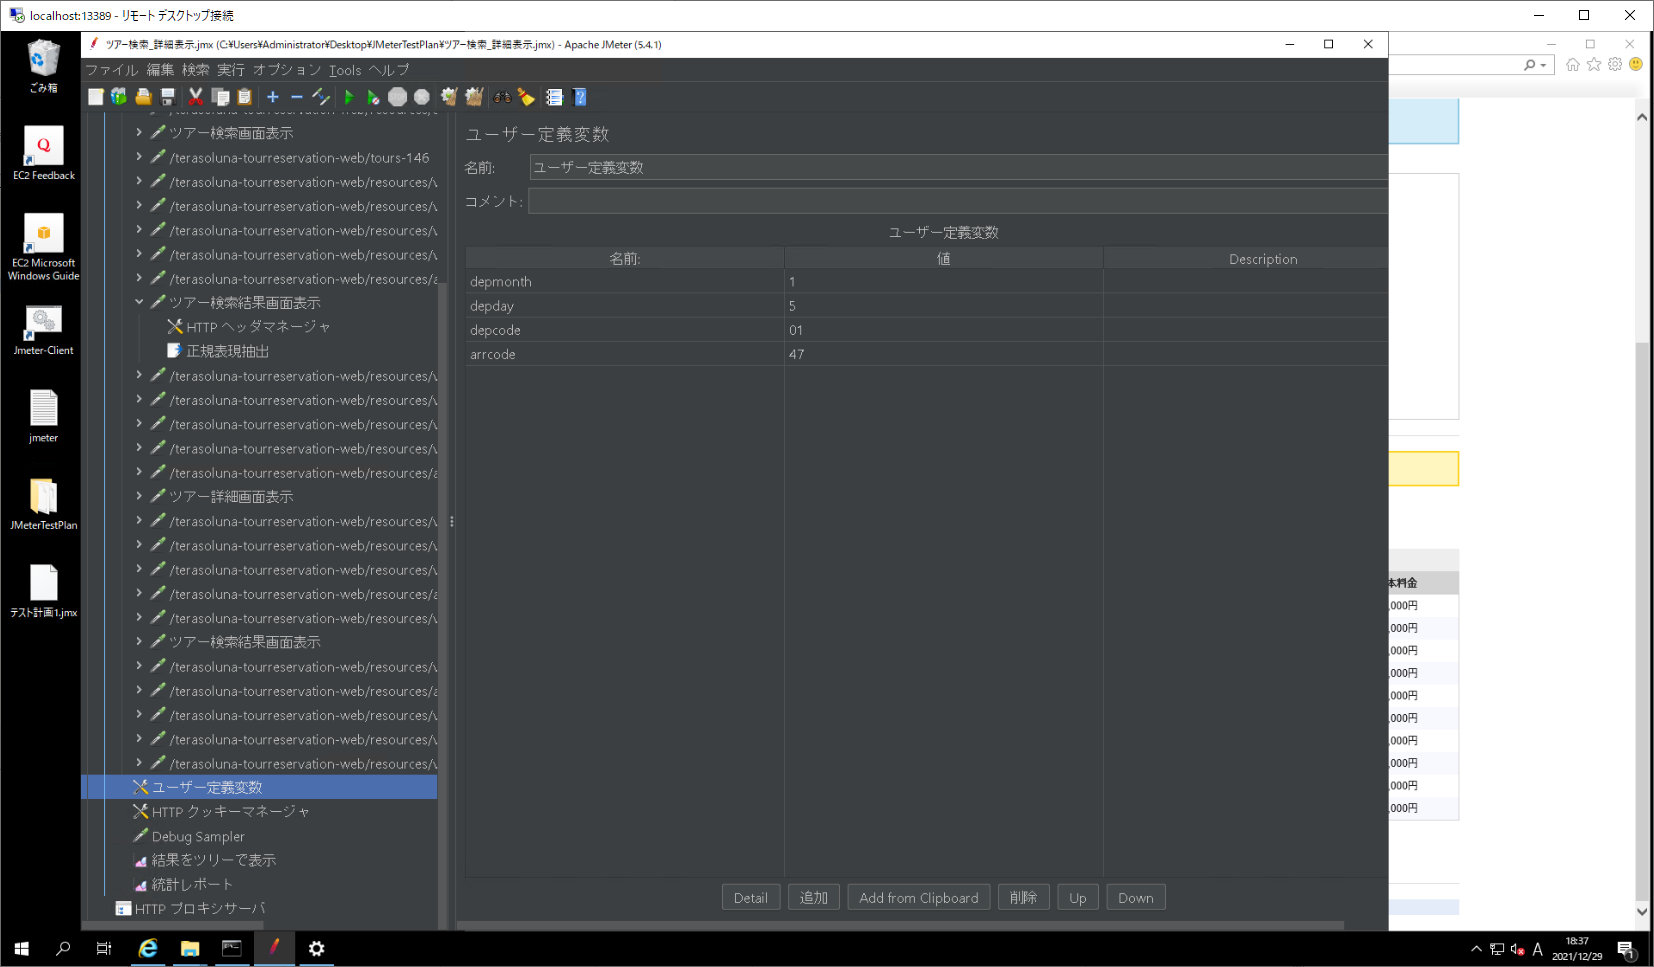 localhost:13389 - リモート デスクトップ接続
ツアー検索_詳細表示.jmx (C:¥Users¥Administrator¥Desktop¥JMeterTestPlan¥ツアー検索_詳細表示.jmx) - Apache JMeter (5.4.1)
ファイル 編集 検索 実行 オプション Tools ヘルプ
ごみ箱
EC2 Feedback
EC2 Microsoft
Windows Guide
Jmeter-Client
jmeter
JMeterTestPlan
テスト計画1.jmx
ツアー検索画面表示
/terasoluna-tourreservation-web/tours-146
/terasoluna-tourreservation-web/resources/v
/terasoluna-tourreservation-web/resources/v
/terasoluna-tourreservation-web/resources/v
/terasoluna-tourreservation-web/resources/v
/terasoluna-tourreservation-web/resources/a
ツアー検索結果画面表示
HTTP ヘッダマネージャ
正規表現抽出
/terasoluna-tourreservation-web/resources/v
/terasoluna-tourreservation-web/resources/v
/terasoluna-tourreservation-web/resources/v
/terasoluna-tourreservation-web/resources/v
/terasoluna-tourreservation-web/resources/a
ツアー詳細画面表示
/terasoluna-tourreservation-web/resources/v
/terasoluna-tourreservation-web/resources/v
/terasoluna-tourreservation-web/resources/v
/terasoluna-tourreservation-web/resources/a
/terasoluna-tourreservation-web/resources/v
ツアー検索結果画面表示
/terasoluna-tourreservation-web/resources/v
/terasoluna-tourreservation-web/resources/a
/terasoluna-tourreservation-web/resources/v
/terasoluna-tourreservation-web/resources/v
/terasoluna-tourreservation-web/resources/v
ユーザー定義変数
HTTP クッキーマネージャ
Debug Sampler
結果をツリーで表示
統計レポート
HTTP プロキシサーバ
ユーザー定義変数
名前: ユーザー定義変数
コメント:
ユーザー定義変数
名前: 値 Description
depmonth 1
depday 5
depcode 01
arrcode 47
Detail 追加 Add from Clipboard 削除 Up Down
本料金
,000円
,000円
,000円
,000円
,000円
,000円
,000円
,000円
,000円
,000円
A
18:37
2021/12/29
1